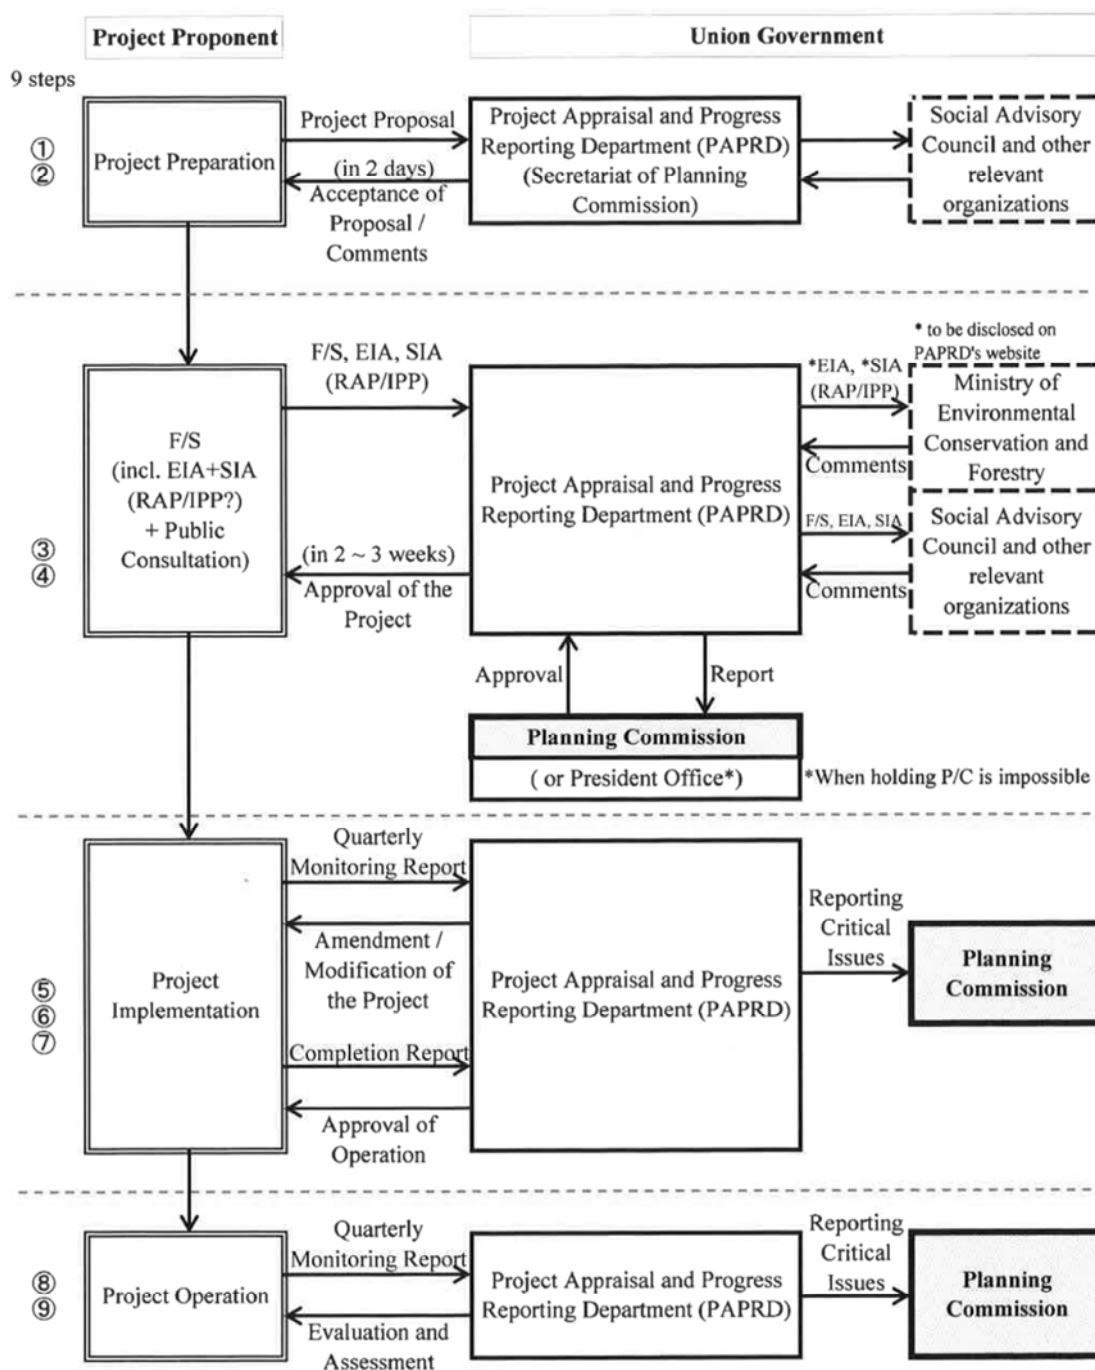 Project Proponent
Union Government
9 steps
①
②
Project Preparation
Project Proposal
(in 2 days)
Acceptance of
Proposal /
Comments
Project Appraisal and Progress
Reporting Department (PAPRD)
(Secretariat of Planning
Commission)
Social Advisory
Council and other
relevant
organizations
③
④
F/S
(incl. EIA+SIA
(RAP/IPP?)
+ Public
Consultation)
F/S, EIA, SIA
(RAP/IPP)
(in 2 ~ 3 weeks)
Approval of the
Project
Project Appraisal and Progress
Reporting Department (PAPRD)
* to be disclosed on
PAPRD's website
*EIA, *SIA
(RAP/IPP)
Comments
Ministry of
Environmental
Conservation and
Forestry
F/S, EIA, SIA
Comments
Social Advisory
Council and other
relevant
organizations
Approval
Report
Planning Commission
( or President Office*)
*When holding P/C is impossible
⑤
⑥
⑦
Project
Implementation
Quarterly
Monitoring Report
Amendment /
Modification of
the Project
Completion Report
Approval of
Operation
Project Appraisal and Progress
Reporting Department (PAPRD)
Reporting
Critical
Issues
Planning
Commission
⑧
⑨
Project Operation
Quarterly
Monitoring Report
Evaluation and
Assessment
Project Appraisal and Progress
Reporting Department (PAPRD)
Reporting
Critical
Issues
Planning
Commission